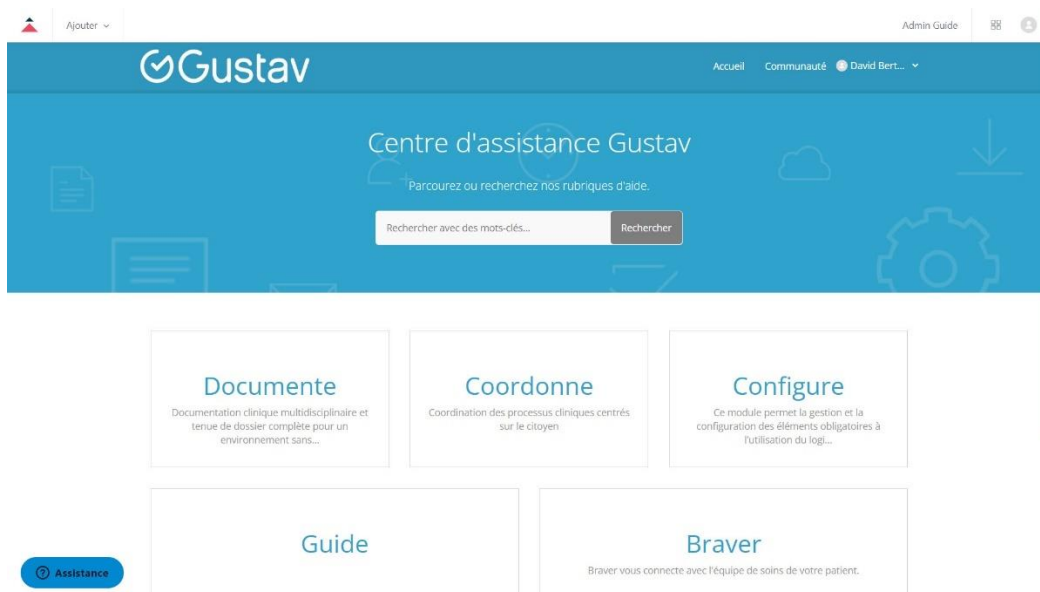 Ajouter
Admin Guide
Gustav
Accueil Communauté David Bert...
Centre d'assistance Gustav
Parcourez ou recherchez nos rubriques d'aide.
Rechercher avec des mots-clés... Rechercher
Documente
Documentation clinique multidisciplinaire et
tenue de dossier complète pour un
environnement sans...
Coordonne
Coordination des processus cliniques centrés
sur le citoyen
Configure
Ce module permet la gestion et la
configuration des éléments obligatoires à
l'utilisation du logi...
Guide
Braver
Braver vous connecte avec l'équipe de soins de votre patient.
Assistance